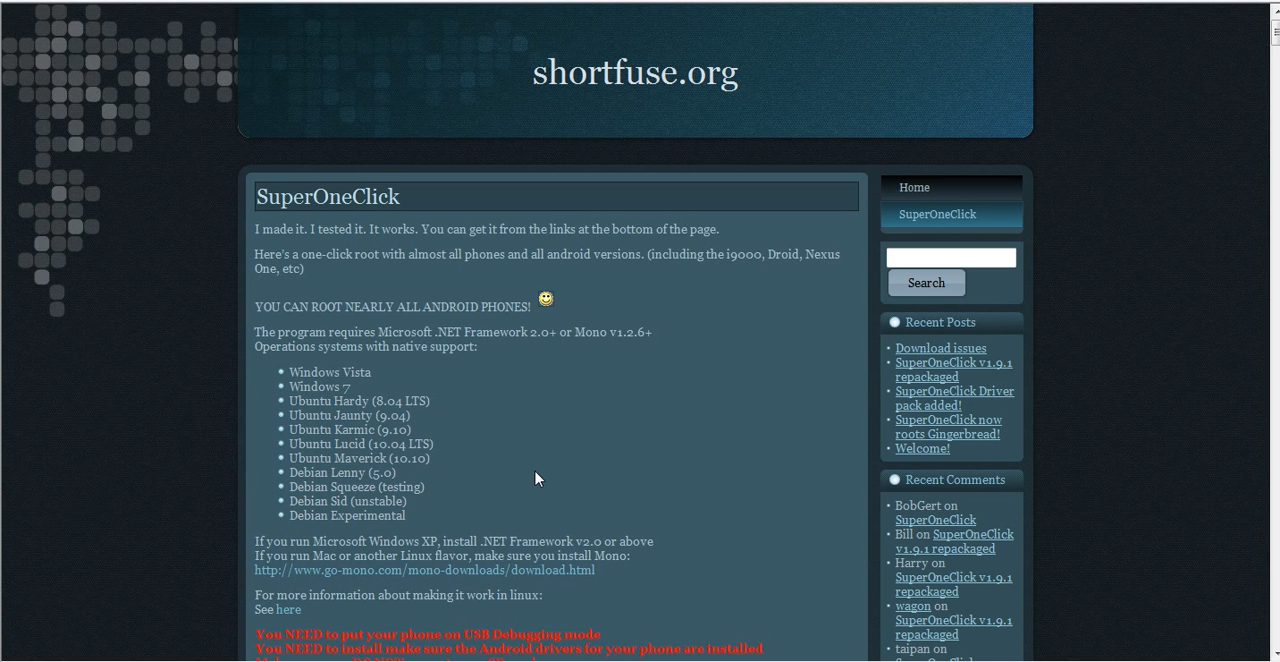 shortfuse.org
SuperOneClick
I made it. I tested it. It works. You can get it from the links at the bottom of the page.
Here's a one-click root with almost all phones and all android versions. (including the i9000, Droid, Nexus
One, etc)
YOU CAN ROOT NEARLY ALL ANDROID PHONES!
The program requires Microsoft .NET Framework 2.0+ or Mono v1.2.6+
Operations systems with native support:
• Windows Vista
• Windows 7
• Ubuntu Hardy (8.04 LTS)
• Ubuntu Jaunty (9.04)
• Ubuntu Karmic (9.10)
• Ubuntu Lucid (10.04 LTS)
• Ubuntu Maverick (10.10)
• Debian Lenny (5.0)
• Debian Squeeze (testing)
• Debian Sid (unstable)
• Debian Experimental
If you run Microsoft Windows XP, install .NET Framework v2.0 or above
If you run Mac or another Linux flavor, make sure you install Mono:
http://www.go-mono.com/mono-downloads/download.html
For more information about making it work in linux:
See here
You NEED to put your phone on USB Debugging mode
You NEED to install make sure the Android drivers for your phone are installed
Home
SuperOneClick
Search
Recent Posts
• Download issues
• SuperOneClick v1.9.1
repackaged
• SuperOneClick Driver
pack added!
• SuperOneClick now
roots Gingerbread!
• Welcome!
Recent Comments
• BobGert on
SuperOneClick
• Bill on SuperOneClick
v1.9.1 repackaged
• Harry on
SuperOneClick v1.9.1
repackaged
• wagon on
SuperOneClick v1.9.1
repackaged
• taipan on